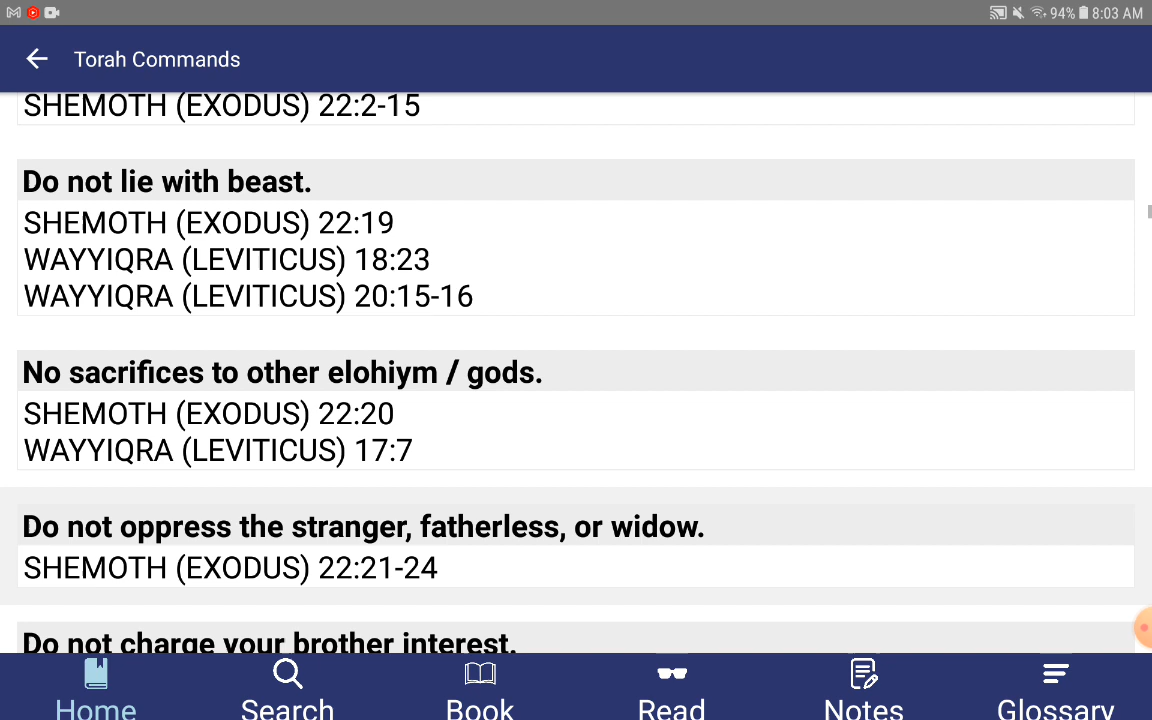 94% 8:03 AM
Torah Commands
SHEMOTH (EXODUS) 22:2-15
Do not lie with beast.
SHEMOTH (EXODUS) 22:19
WAYYIQRA (LEVITICUS) 18:23
WAYYIQRA (LEVITICUS) 20:15-16
No sacrifices to other elohiym / gods.
SHEMOTH (EXODUS) 22:20
WAYYIQRA (LEVITICUS) 17:7
Do not oppress the stranger, fatherless, or widow.
SHEMOTH (EXODUS) 22:21-24
Do not charge your brother interest.
Home Search Book Read Notes Glossary